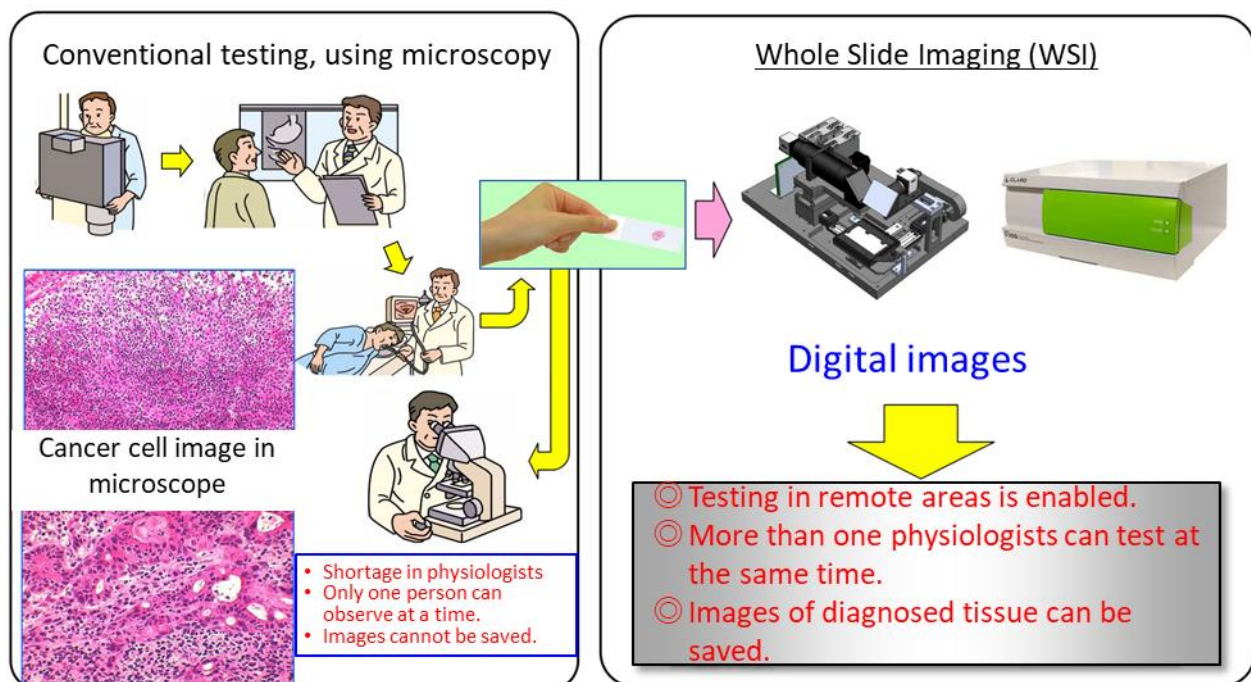 Conventional testing, using microscopy
Cancer cell image in
microscope
• Shortage in physiologists
• Only one person can
observe at a time.
• Images cannot be saved.
Whole Slide Imaging (WSI)
CLARO
Digital images
◎ Testing in remote areas is enabled.
◎ More than one physiologists can test at
the same time.
◎ Images of diagnosed tissue can be
saved.